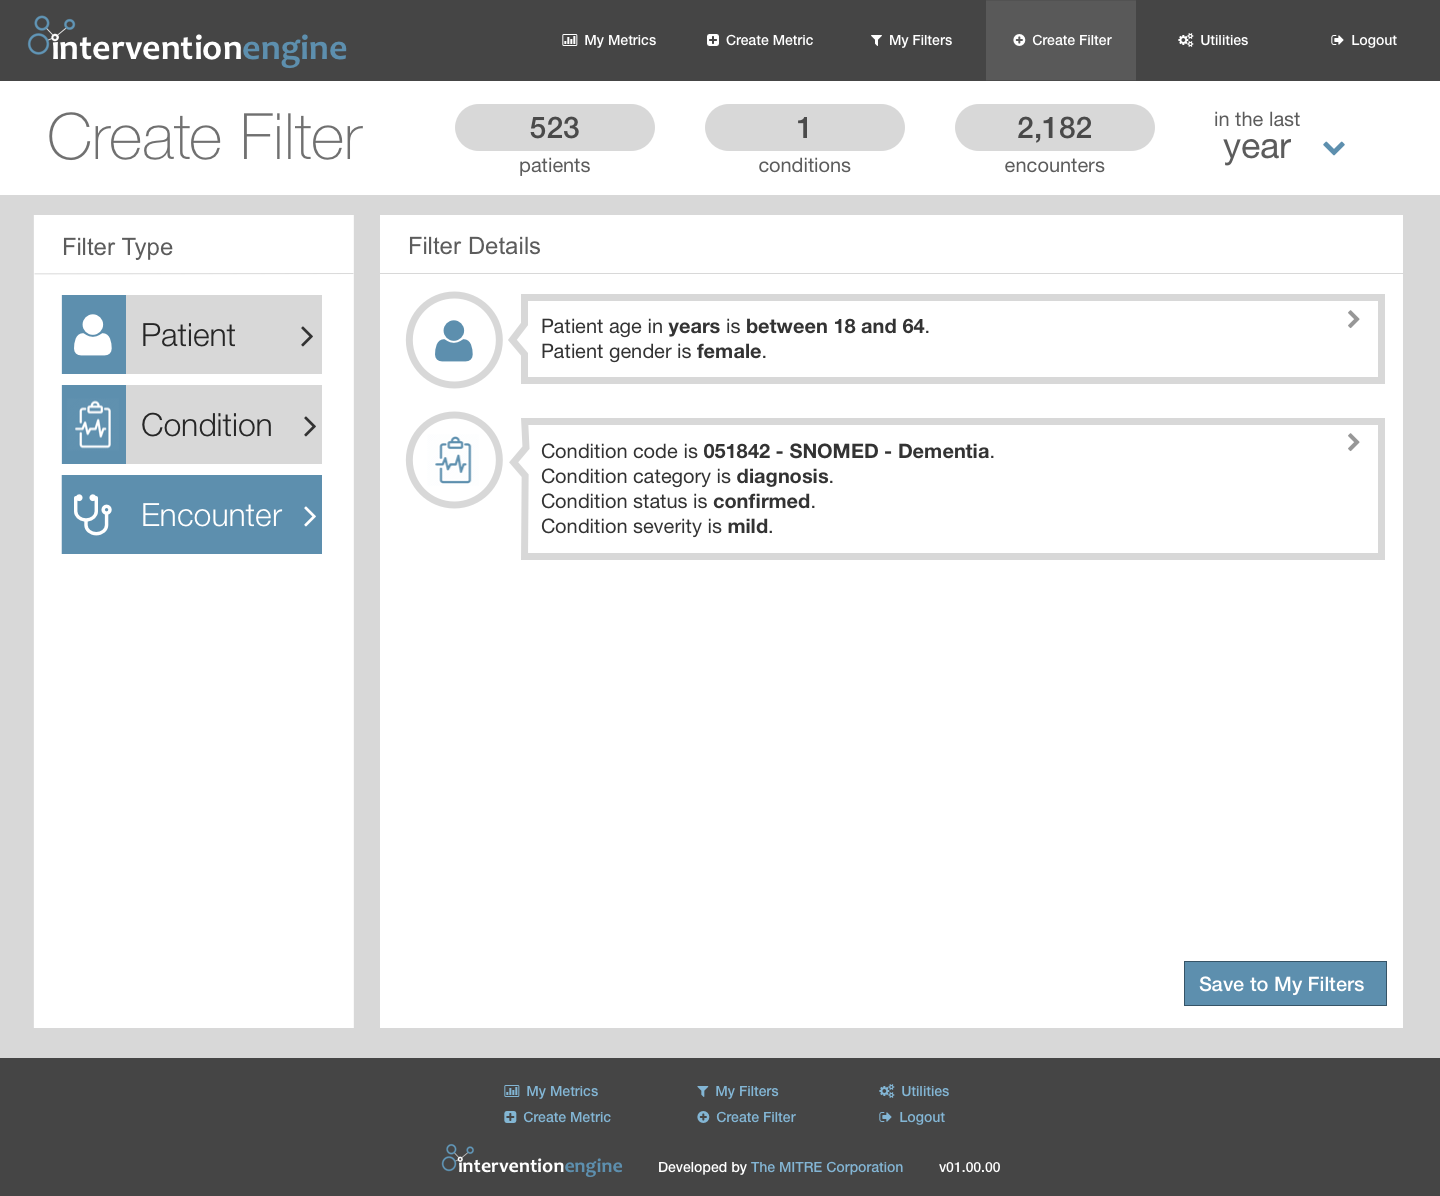 interventionengine
My Metrics
Create Metric
My Filters
Create Filter
Utilities
Logout
Create Filter
523
patients
1
conditions
2,182
encounters
in the last
year
Filter Type
Patient
Condition
Encounter
Filter Details
Patient age in years is between 18 and 64.
Patient gender is female.
Condition code is 051842 - SNOMED - Dementia.
Condition category is diagnosis.
Condition status is confirmed.
Condition severity is mild.
Save to My Filters
My Metrics
My Filters
Utilities
Create Metric
Create Filter
Logout
interventionengine
Developed by The MITRE Corporation
v01.00.00